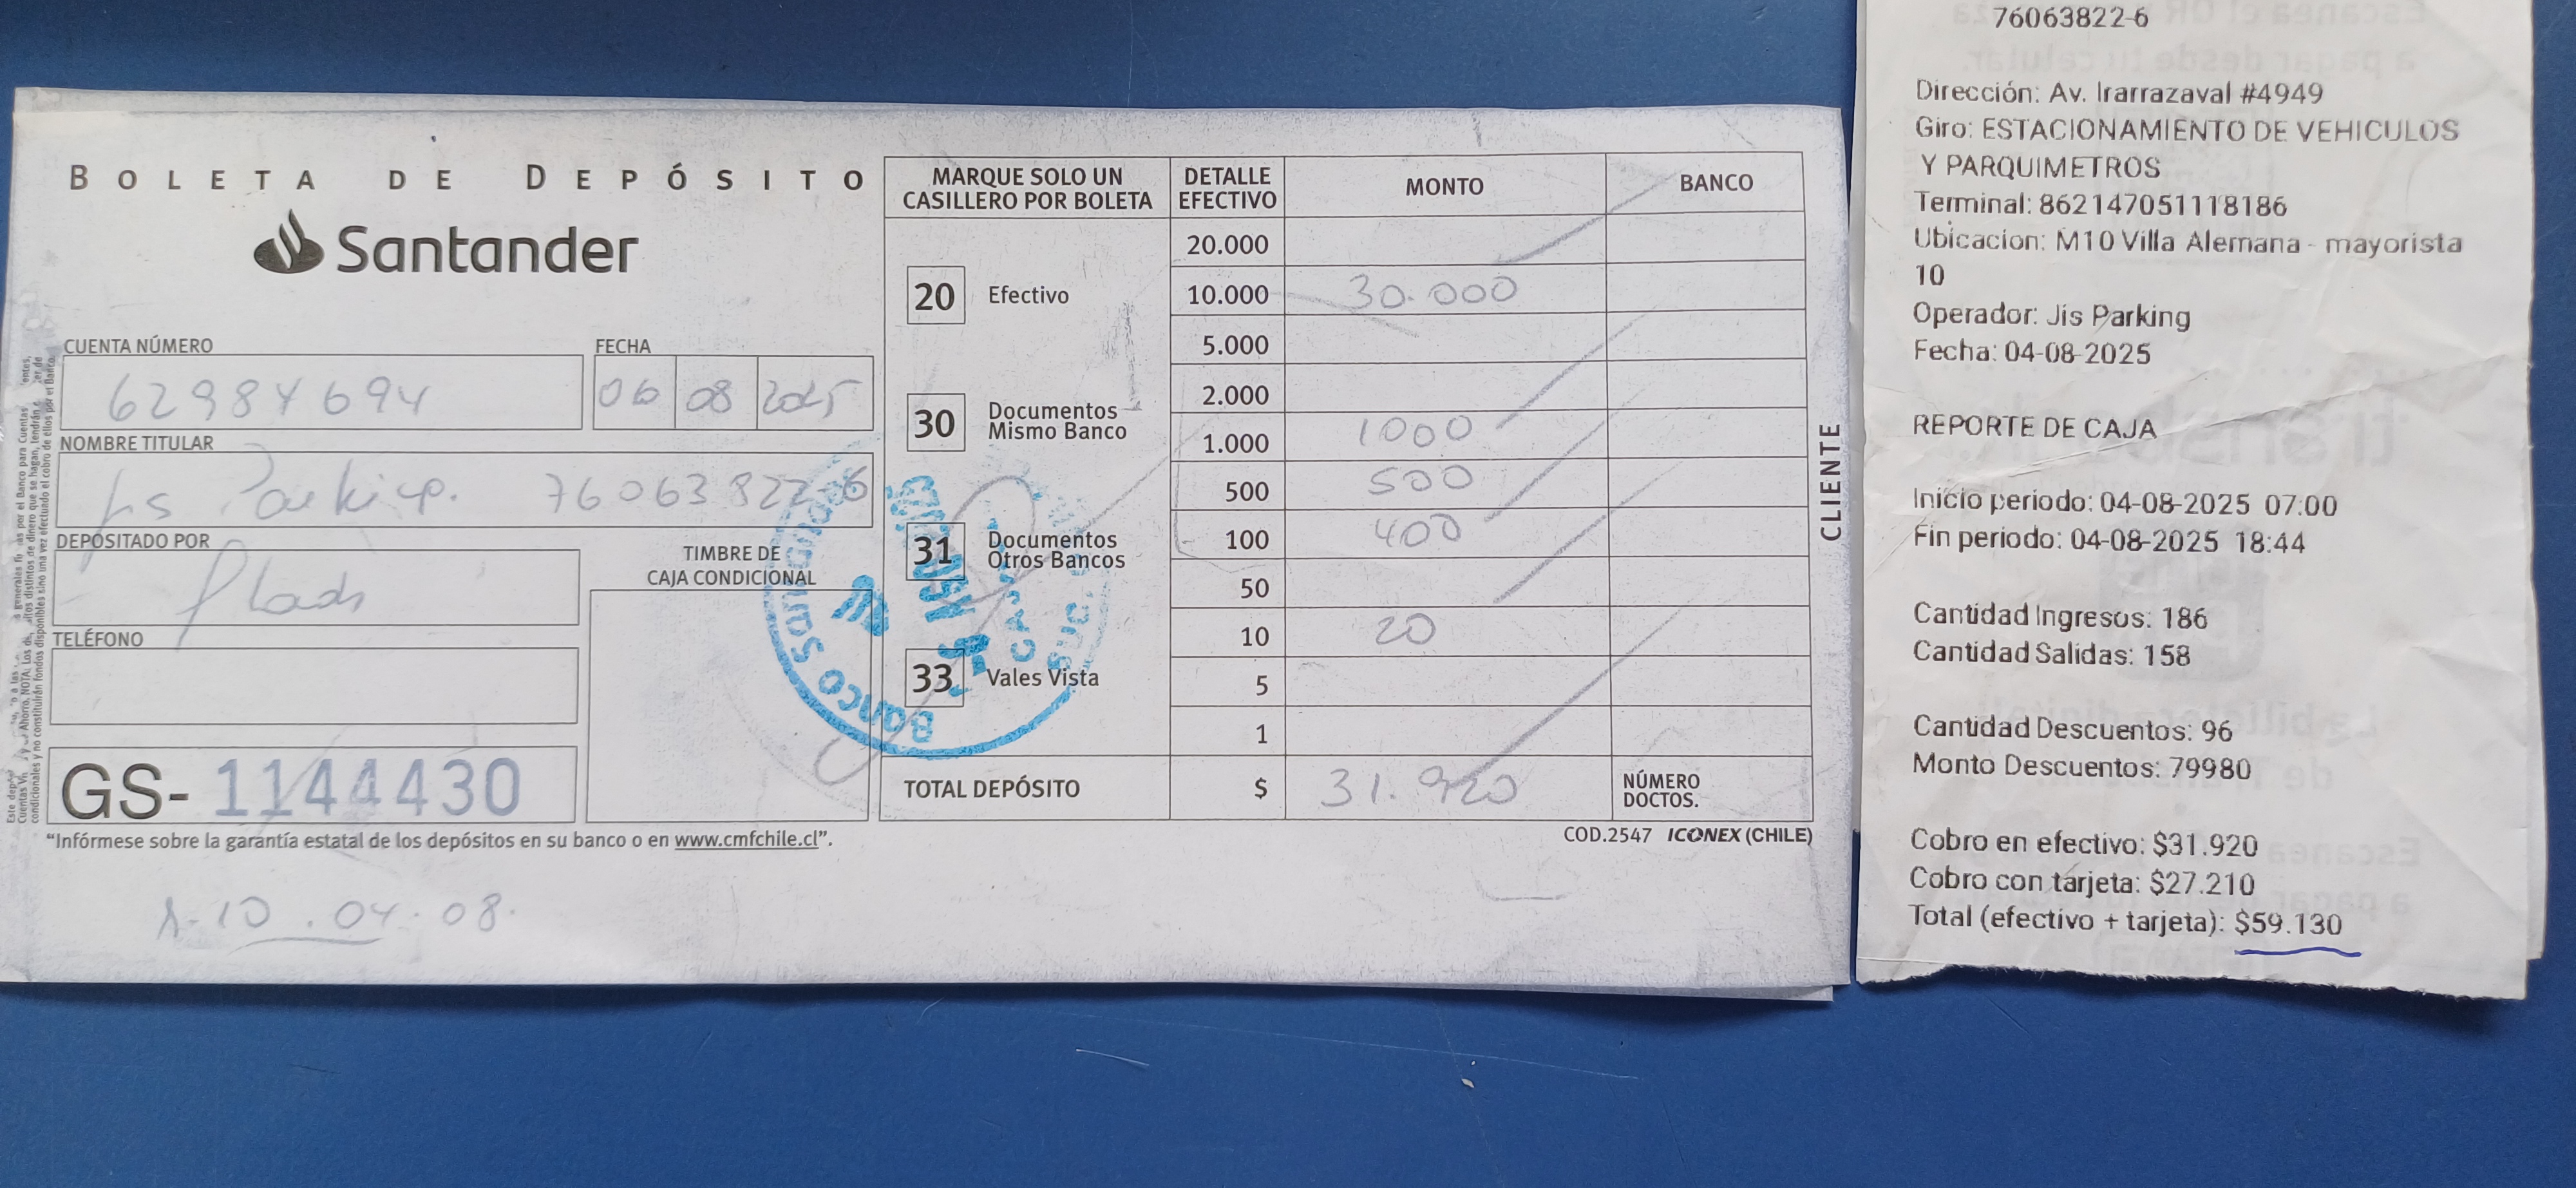 BOLETA DE DEPÓSITO
Santander
CUENTA NÚMERO
62984694
FECHA
06 08 2025
NOMBRE TITULAR
Jis Parking. 76063822-6
DEPOSITADO POR
TIMBRE DE
CAJA CONDICIONAL
TELÉFONO
GS- 1144430
"Infórmese sobre la garantía estatal de los depósitos en su banco o en www.cmfchile.cl".
10.04.08.
MARQUE SOLO UN
CASILLERO POR BOLETA
20 Efectivo
30 Documentos
Mismo Banco
31 Documentos
Otros Bancos
33 Vales Vista
Banco Santander
DETALLE
EFECTIVO
MONTO
BANCO
20.000
10.000 30.000
5.000
2.000
1.000 1000
500 500
100 400
50
10 20
5
1
TOTAL DEPÓSITO $ 31.920
NÚMERO
DOCTOS.
CLIENTE
COD.2547 ICONEX (CHILE)
76063822-6
Dirección: Av. Irarrazaval #4949
Giro: ESTACIONAMIENTO DE VEHICULOS
Y PARQUIMETROS
Terminal: 862147051118186
Ubicacion: M10 Villa Alemana - mayorista
10
Operador: Jis Parking
Fecha: 04-08-2025
REPORTE DE CAJA
Inicio periodo: 04-08-2025 07:00
Fin periodo: 04-08-2025 18:44
Cantidad Ingresos: 186
Cantidad Salidas: 158
Cantidad Descuentos: 96
Monto Descuentos: 79980
Cobro en efectivo: $31.920
Cobro con tarjeta: $27.210
Total (efectivo + tarjeta): $59.130